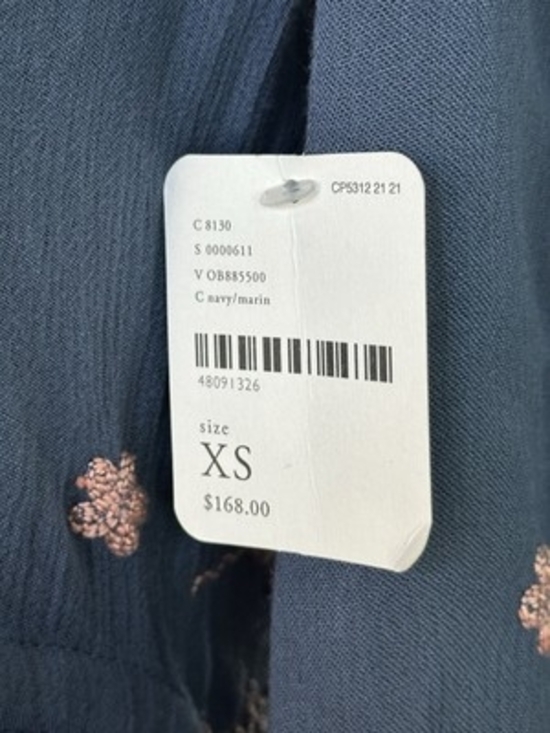 CP5312 21 21
C 8130
S 0000611
V OB885500
C navy/marin
48091326
size
XS
$168.00